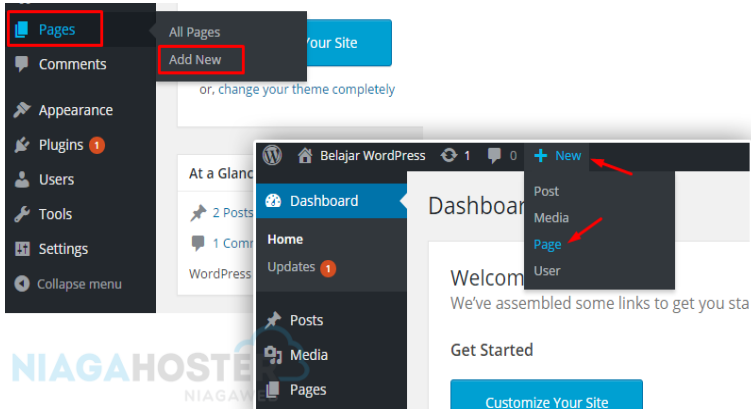 Pages
All Pages
Add New
our Site
Comments
or, change your theme completely
Appearance
Plugins 1
Users
Tools
Settings
Collapse menu
At a Glanc
2 Posts
1 Comm
WordPress
Belajar WordPress 1 0 + New
Post
Media
Page
User
Dashboard
Home
Updates 1
Posts
Media
Pages
Dashboar
Welcom
We've assembled some links to get you sta
Get Started
Customize Your Site
NIAGAHOSTER
NIAGAWEB